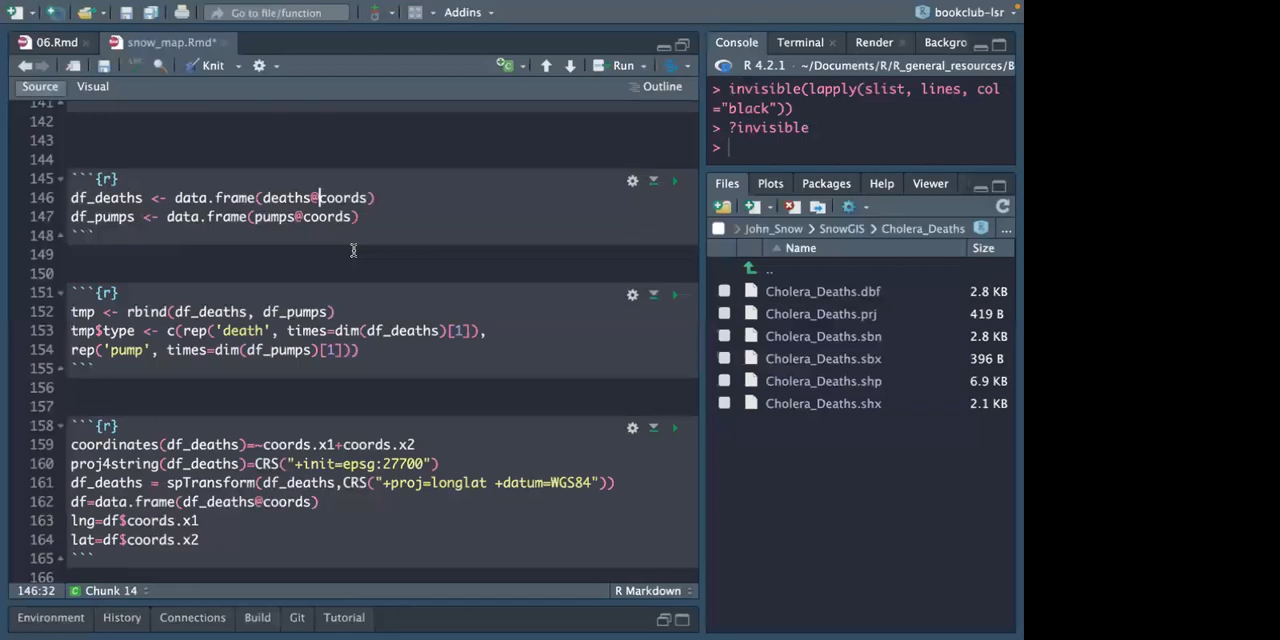 Go to file/function
Addins
bookclub-lsr
06.Rmd
snow_map.Rmd*
Knit
Run
Source
Visual
Outline
141
142
143
144
145 ```{r}
146 df_deaths <- data.frame(deaths@coords)
147 df_pumps <- data.frame(pumps@coords)
148 ```
149
150
151 ```{r}
152 tmp <- rbind(df_deaths, df_pumps)
153 tmp$type <- c(rep('death', times=dim(df_deaths)[1]),
154 rep('pump', times=dim(df_pumps)[1]))
155 ```
156
157
158 ```{r}
159 coordinates(df_deaths)=~coords.x1+coords.x2
160 proj4string(df_deaths)=CRS("+init=epsg:27700")
161 df_deaths = spTransform(df_deaths,CRS("+proj=longlat +datum=WGS84"))
162 df=data.frame(df_deaths@coords)
163 lng=df$coords.x1
164 lat=df$coords.x2
165 ```
166
146:32 Chunk 14 R Markdown
Environment History Connections Build Git Tutorial
Console Terminal Render Backgro
R 4.2.1 · ~/Documents/R/R_general_resources/B
> invisible(lapply(slist, lines, col
="black"))
> ?invisible
>
Files Plots Packages Help Viewer
John_Snow > SnowGIS > Cholera_Deaths ...
Name Size
..
Cholera_Deaths.dbf 2.8 KB
Cholera_Deaths.prj 419 B
Cholera_Deaths.sbn 2.8 KB
Cholera_Deaths.sbx 396 B
Cholera_Deaths.shp 6.9 KB
Cholera_Deaths.shx 2.1 KB